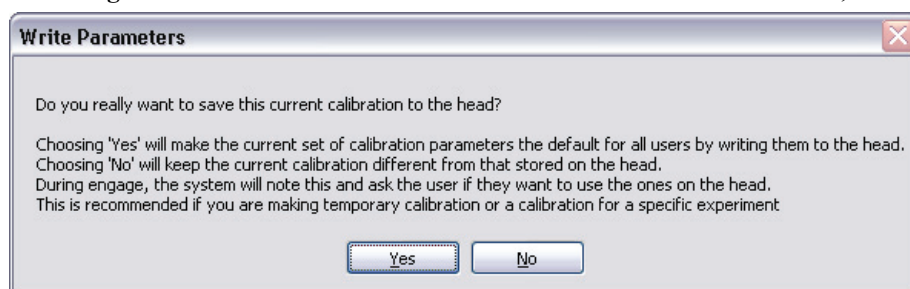 Write Parameters
Do you really want to save this current calibration to the head?
Choosing 'Yes' will make the current set of calibration parameters the default for all users by writing them to the head.
Choosing 'No' will keep the current calibration different from that stored on the head.
During engage, the system will note this and ask the user if they want to use the ones on the head.
This is recommended if you are making temporary calibration or a calibration for a specific experiment
Yes No